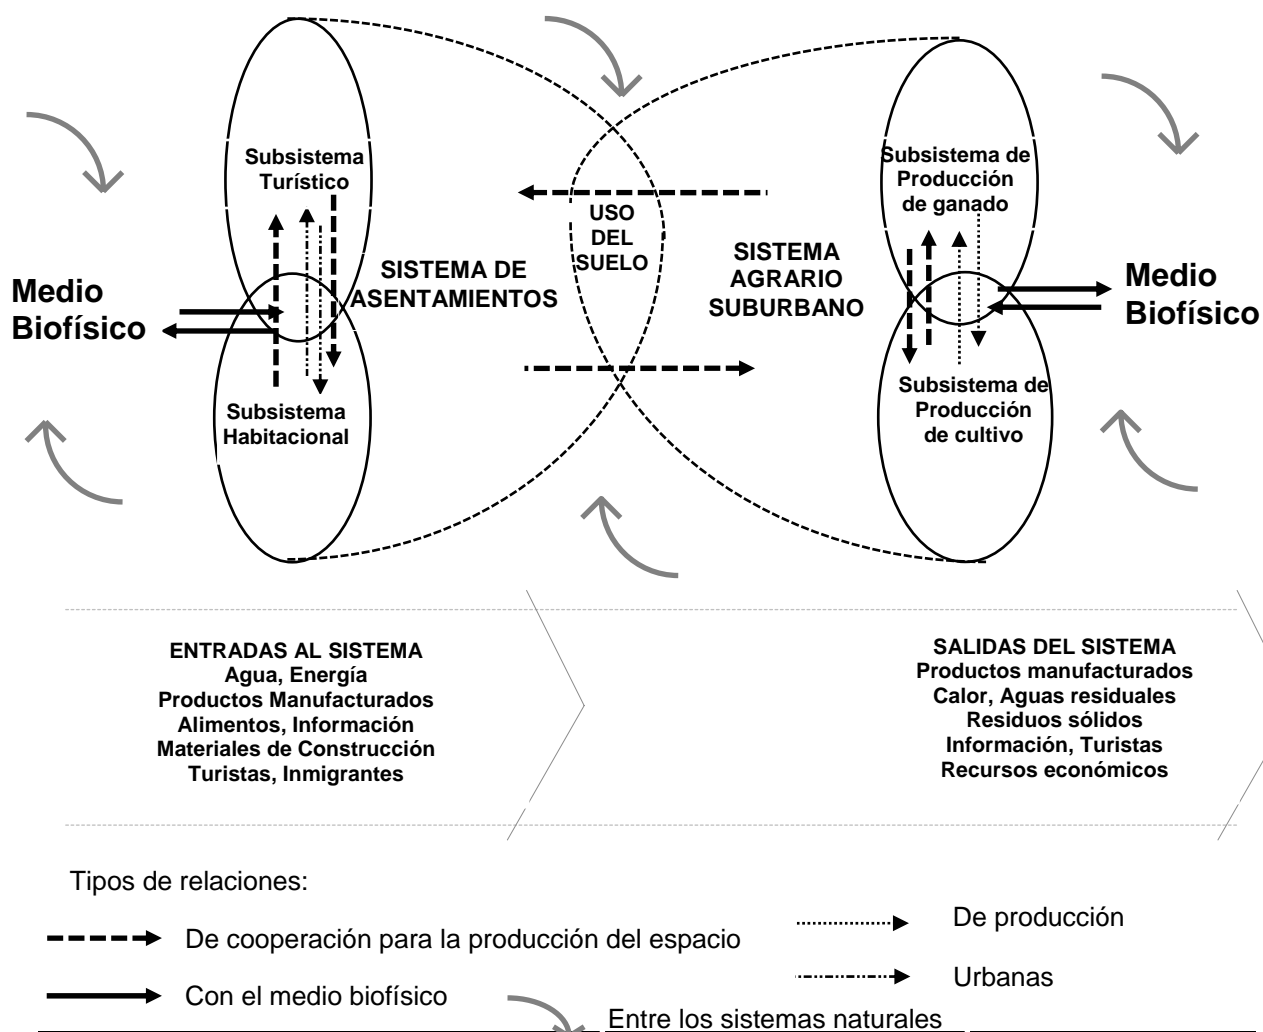 Subsistema
Turístico
Subsistema de
Producción
de ganado
USO
DEL
SUELO
SISTEMA DE
ASENTAMIENTOS
SISTEMA
AGRARIO
SUBURBANO
Medio
Biofísico
Medio
Biofísico
Subsistema
Habitacional
Subsistema de
Producción
de cultivo
ENTRADAS AL SISTEMA
Agua, Energía
Productos Manufacturados
Alimentos, Información
Materiales de Construcción
Turistas, Inmigrantes
SALIDAS DEL SISTEMA
Productos manufacturados
Calor, Aguas residuales
Residuos sólidos
Información, Turistas
Recursos económicos
Tipos de relaciones:
De cooperación para la producción del espacio
De producción
Con el medio biofísico
Urbanas
Entre los sistemas naturales